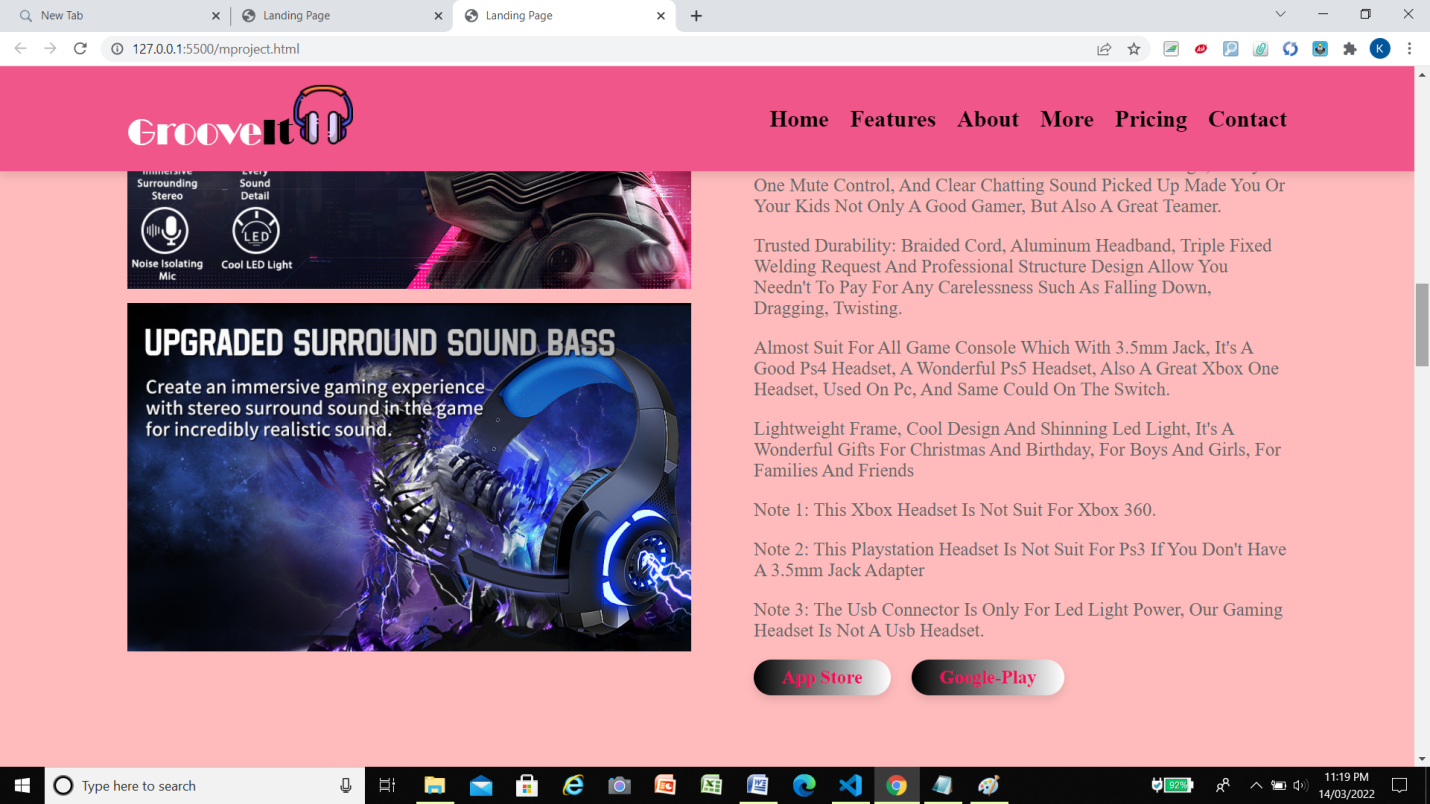 New Tab
Landing Page
Landing Page
127.0.0.1:5500/mproject.html
K
GrooveIt
Home Features About More Pricing Contact
Surrounding
Stereo
Every
Sound
Detail
LED
Noise Isolating
Mic
Cool LED Light
One Mute Control, And Clear Chatting Sound Picked Up Made You Or
Your Kids Not Only A Good Gamer, But Also A Great Teamer.
Trusted Durability: Braided Cord, Aluminum Headband, Triple Fixed
Welding Request And Professional Structure Design Allow You
Needn't To Pay For Any Carelessness Such As Falling Down,
Dragging, Twisting.
Almost Suit For All Game Console Which With 3.5mm Jack, It's A
Good Ps4 Headset, A Wonderful Ps5 Headset, Also A Great Xbox One
Headset, Used On Pc, And Same Could On The Switch.
Lightweight Frame, Cool Design And Shinning Led Light, It's A
Wonderful Gifts For Christmas And Birthday, For Boys And Girls, For
Families And Friends
Note 1: This Xbox Headset Is Not Suit For Xbox 360.
Note 2: This Playstation Headset Is Not Suit For Ps3 If You Don't Have
A 3.5mm Jack Adapter
Note 3: The Usb Connector Is Only For Led Light Power, Our Gaming
Headset Is Not A Usb Headset.
App Store Google-Play
UPGRADED SURROUND SOUND BASS
Create an immersive gaming experience
with stereo surround sound in the game
for incredibly realistic sound.
Type here to search
92%
11:19 PM
14/03/2022